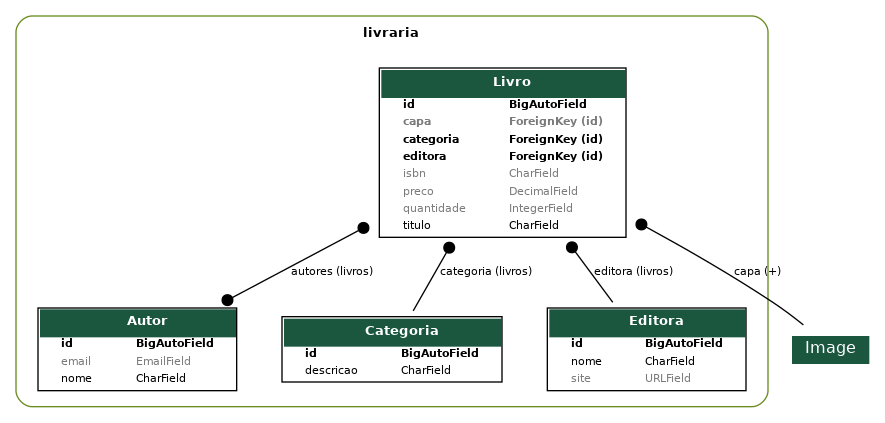 livraria
Livro
id BigAutoField
capa ForeignKey (id)
categoria ForeignKey (id)
editora ForeignKey (id)
isbn CharField
preco DecimalField
quantidade IntegerField
titulo CharField
autores (livros)
categoria (livros)
editora (livros)
capa (+)
Autor
id BigAutoField
email EmailField
nome CharField
Categoria
id BigAutoField
descricao CharField
Editora
id BigAutoField
nome CharField
site URLField
Image